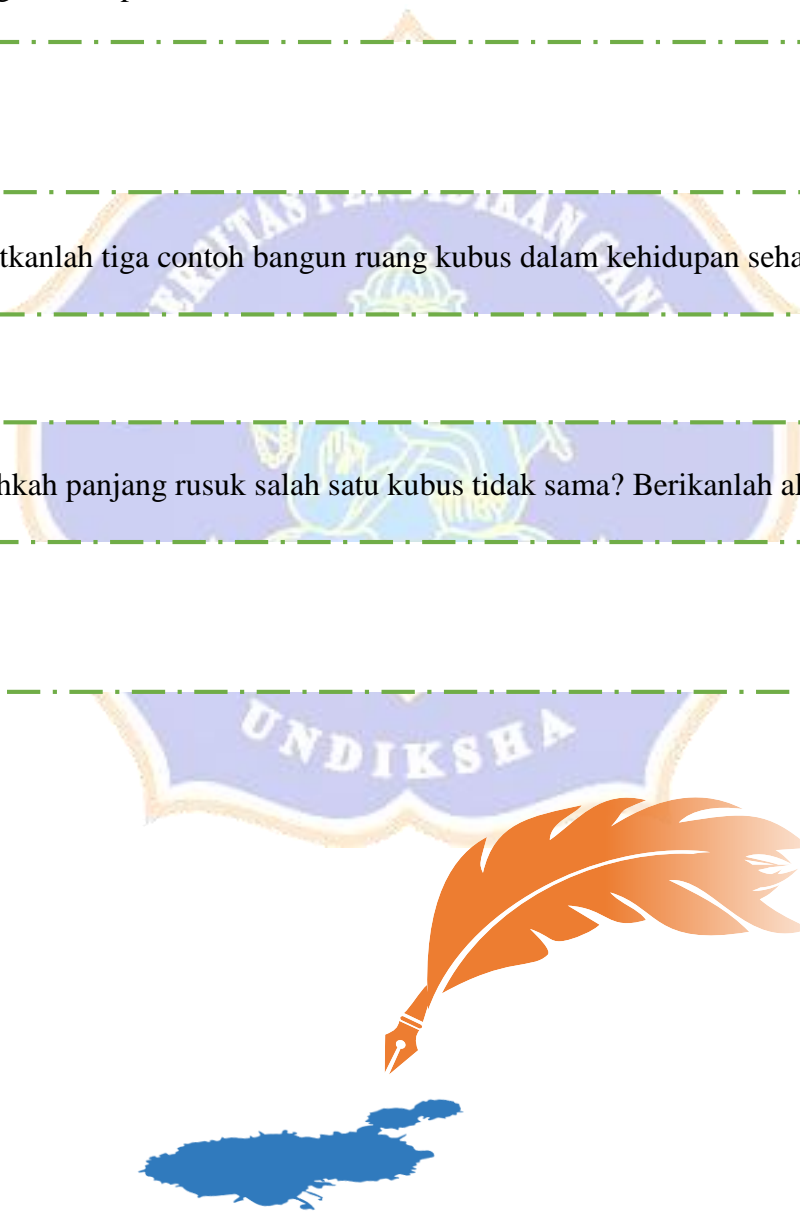 tkanlah tiga contoh bangun ruang kubus dalam kehidupan seha
hkah panjang rusuk salah satu kubus tidak sama? Berikanlah al
UNDIKSHA